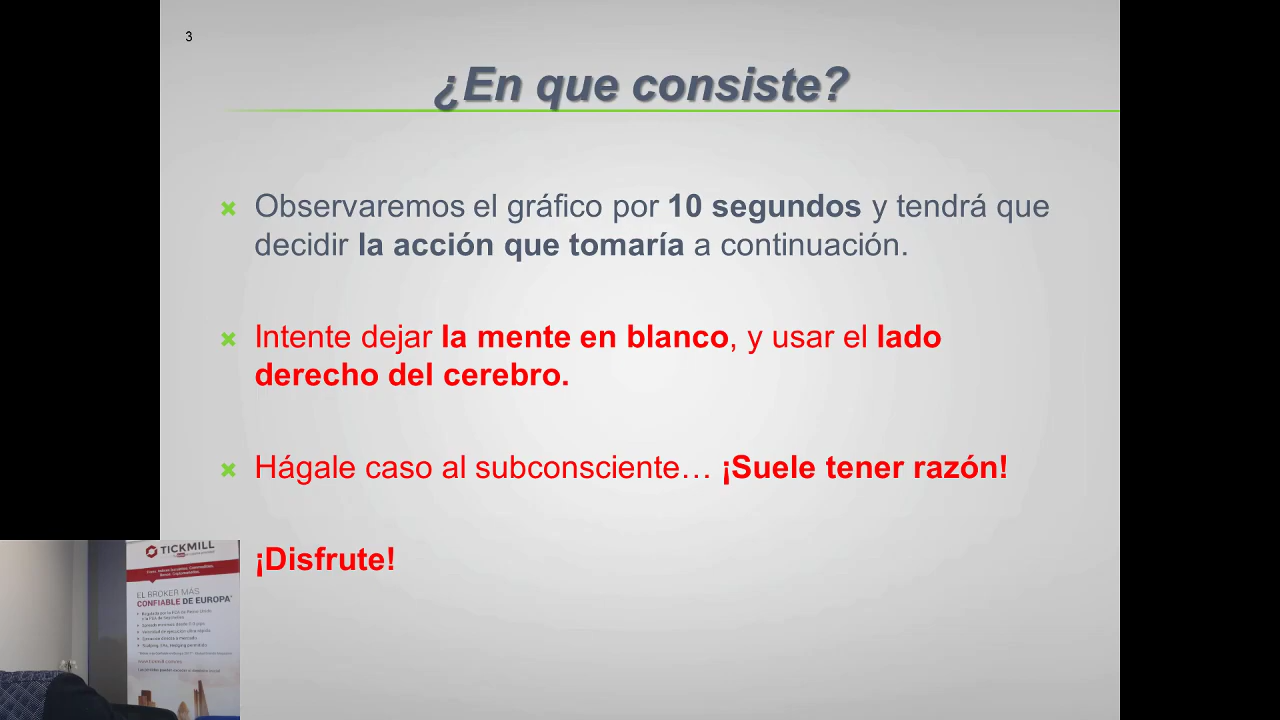 3
¿En que consiste?
Observaremos el gráfico por 10 segundos y tendrá que
decidir la acción que tomaría a continuación.
Intente dejar la mente en blanco, y usar el lado
derecho del cerebro.
Hágale caso al subconsciente… ¡Suele tener razón!
¡Disfrute!
TICKMILL
EL BROKER MÁS
CONFIABLE DE EUROPA*